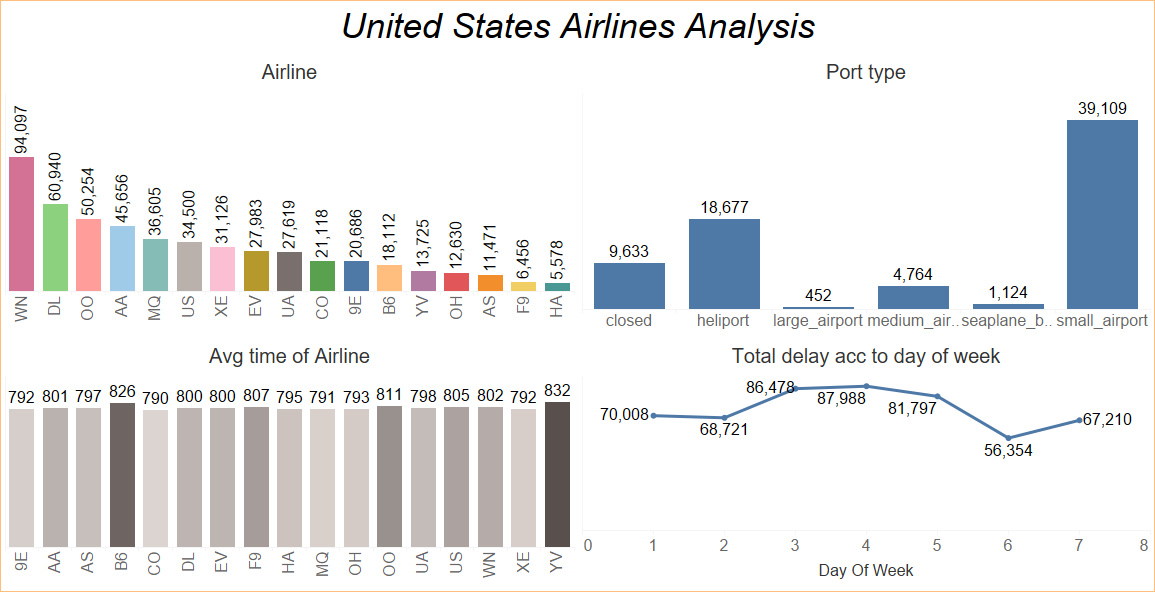 United States Airlines Analysis
Airline
94,097
60,940
50,254
45,656
36,605
34,500
31,126
27,983
27,619
21,118
20,686
18,112
13,725
12,630
11,471
6,456
5,578
WN DL OO AA MQ US XE EV UA CO 9E B6 YV OH AS F9 HA
Port type
9,633
18,677
452
4,764
1,124
39,109
closed heliport large_airport medium_air.. seaplane_b.. small_airport
Avg time of Airline
792 801 797 826 790 800 800 807 795 791 793 811 798 805 802 792 832
9E AA AS B6 CO DL EV F9 HA MQ OH OO UA US WN XE YV
Total delay acc to day of week
70,008
68,721
86,478
87,988
81,797
56,354
67,210
0 1 2 3 4 5 6 7 8
Day Of Week